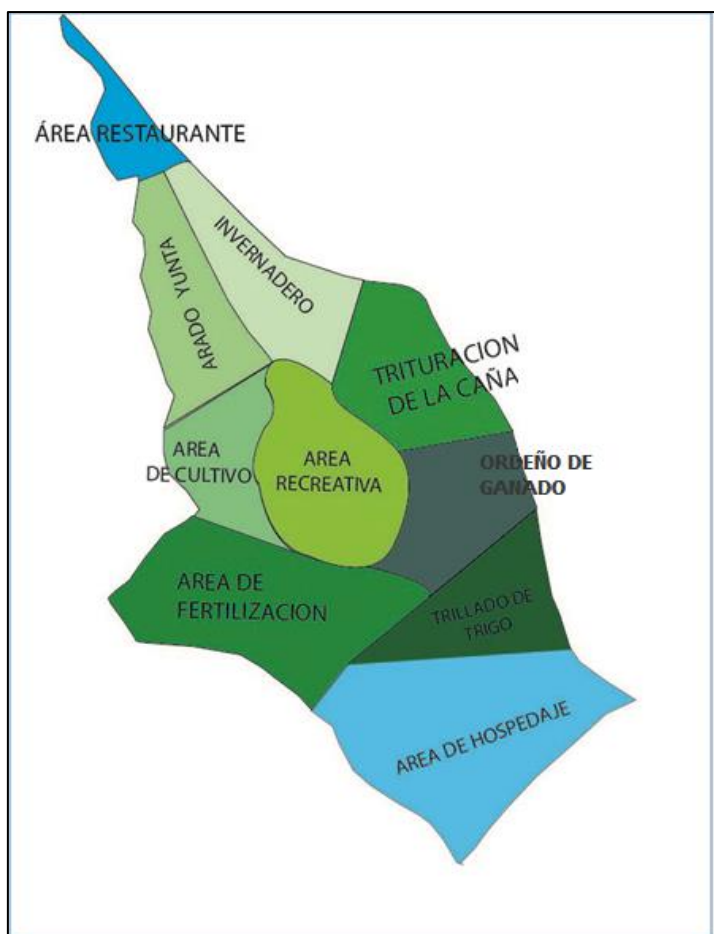 ÁREA RESTAURANTE
INVERNADERO
ARADO YUNTA
TRITURACION
DE LA CAÑA
AREA
DE CULTIVO
AREA
RECREATIVA
ORDEÑO DE
GANADO
AREA DE
FERTILIZACION
TRILLADO DE
TRIGO
AREA DE HOSPEDAJE